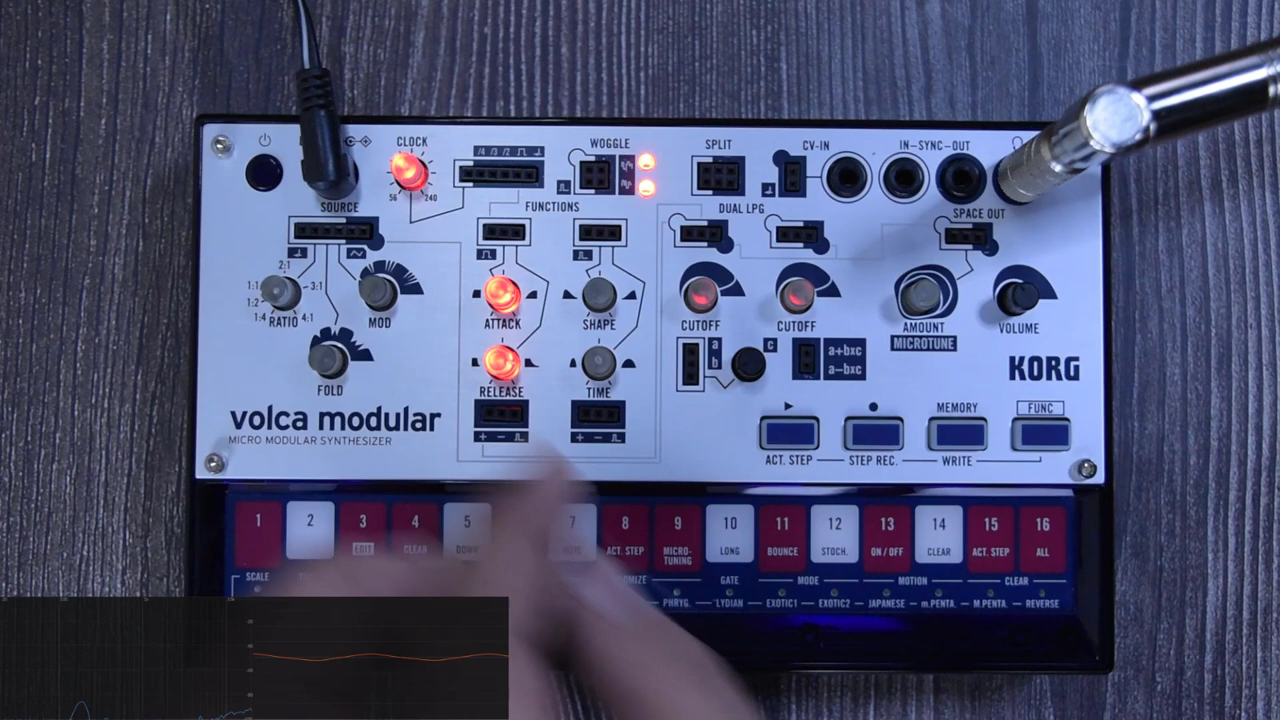 CLOCK
WOGGLE
SPLIT
CV-IN
IN-SYNC-OUT
/4 /3 /2
56
240
SOURCE
FUNCTIONS
DUAL LPG
SPACE OUT
2:1
1:1
3:1
1:2
1:4
4:1
RATIO
MOD
ATTACK
SHAPE
CUTOFF
CUTOFF
AMOUNT
VOLUME
MICROTUNE
a
b
c
a+bxc
a-bxc
FOLD
RELEASE
TIME
KORG
volca modular
MICRO MODULAR SYNTHESIZER
+ -
+ -
MEMORY
FUNC
ACT. STEP
STEP REC.
WRITE
1 2 3 4 5 7 8 9 10 11 12 13 14 15 16
EDIT
CLEAR
ACT. STEP
MICRO-
TUNING
LONG
BOUNCE
STOCH.
ON / OFF
CLEAR
ACT. STEP
ALL
SCALE
GATE
MODE
MOTION
CLEAR
PHRYG.
LYDIAN
EXOTIC1
EXOTIC2
JAPANESE
m.PENTA.
M.PENTA.
REVERSE